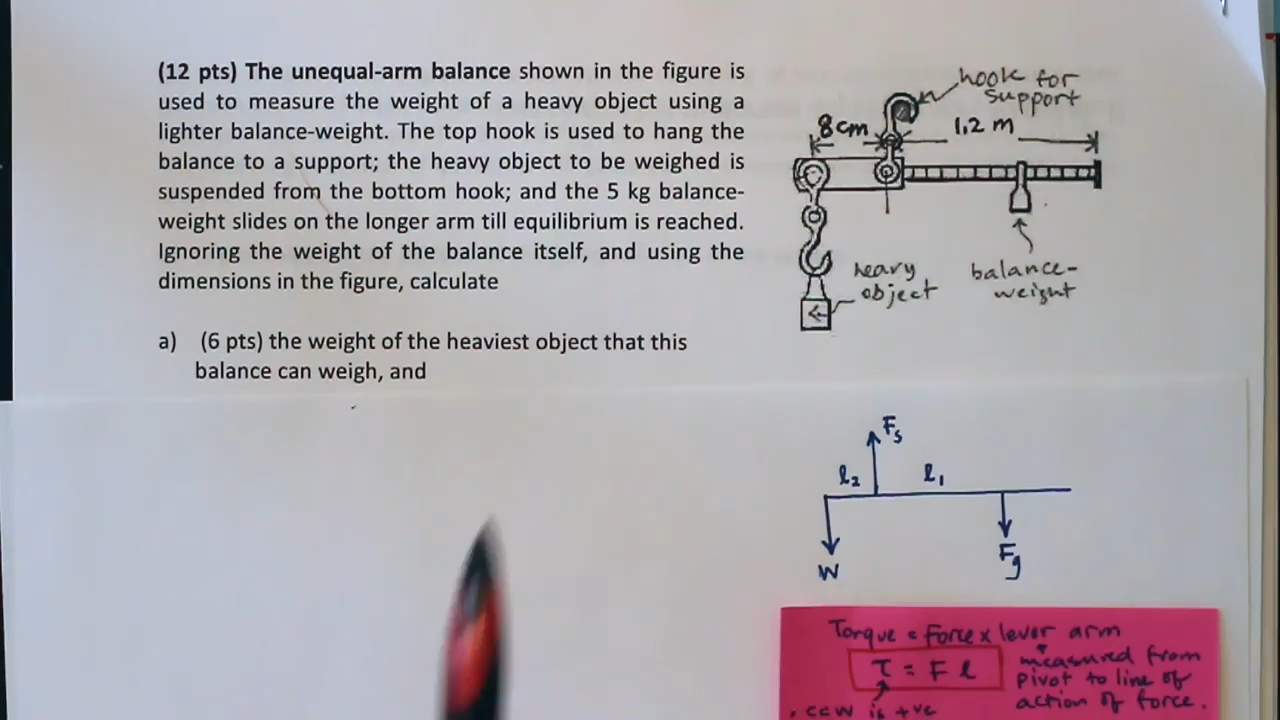 (12 pts) The unequal-arm balance shown in the figure is
used to measure the weight of a heavy object using a
lighter balance-weight. The top hook is used to hang the
balance to a support; the heavy object to be weighed is
suspended from the bottom hook; and the 5 kg balance-
weight slides on the longer arm till equilibrium is reached.
Ignoring the weight of the balance itself, and using the
dimensions in the figure, calculate
a) (6 pts) the weight of the heaviest object that this
balance can weigh, and
hook for
support
8cm
1.2 m
heavy
object
balance-
weight
Fs
l2
l1
W
Fg
Torque = Force x lever arm
τ = F l
measured from
pivot to line of
action of force.
. ccw is +ve